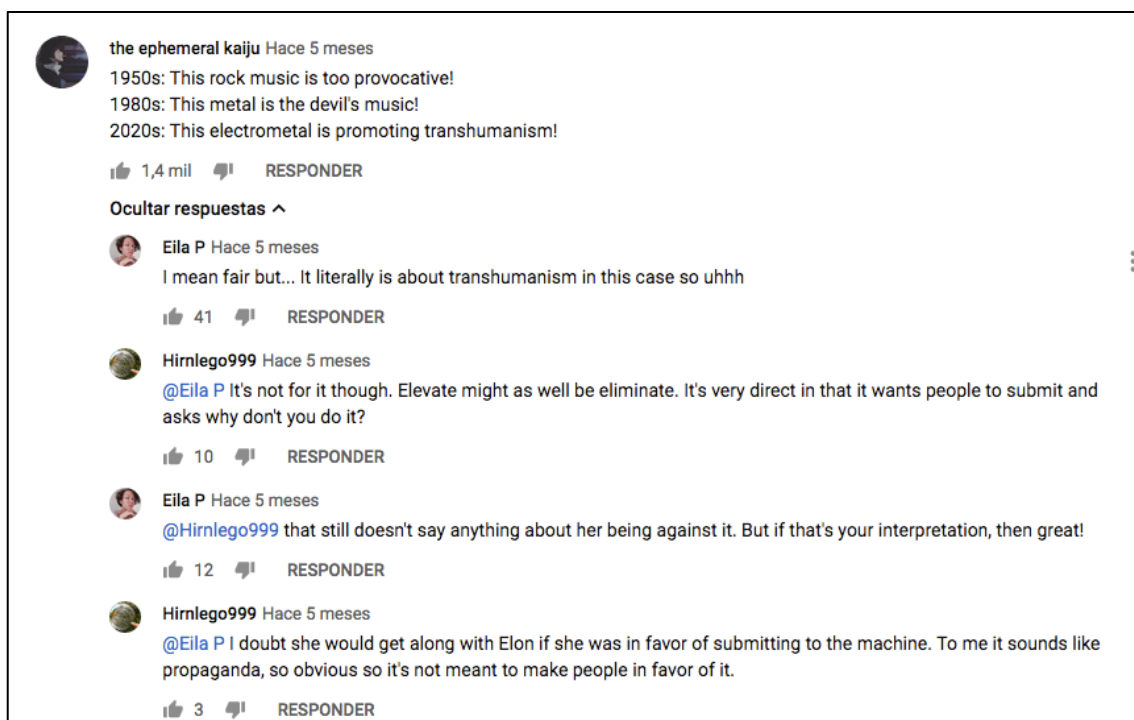 the ephemeral kaiju Hace 5 meses
1950s: This rock music is too provocative!
1980s: This metal is the devil's music!
2020s: This electrometal is promoting transhumanism!
1,4 mil RESPONDER
Ocultar respuestas
Eila P Hace 5 meses
I mean fair but... It literally is about transhumanism in this case so uhhh
41 RESPONDER
Hirnlego999 Hace 5 meses
@Eila P It's not for it though. Elevate might as well be eliminate. It's very direct in that it wants people to submit and
asks why don't you do it?
10 RESPONDER
Eila P Hace 5 meses
@Hirnlego999 that still doesn't say anything about her being against it. But if that's your interpretation, then great!
12 RESPONDER
Hirnlego999 Hace 5 meses
@Eila P I doubt she would get along with Elon if she was in favor of submitting to the machine. To me it sounds like
propaganda, so obvious so it's not meant to make people in favor of it.
3 RESPONDER